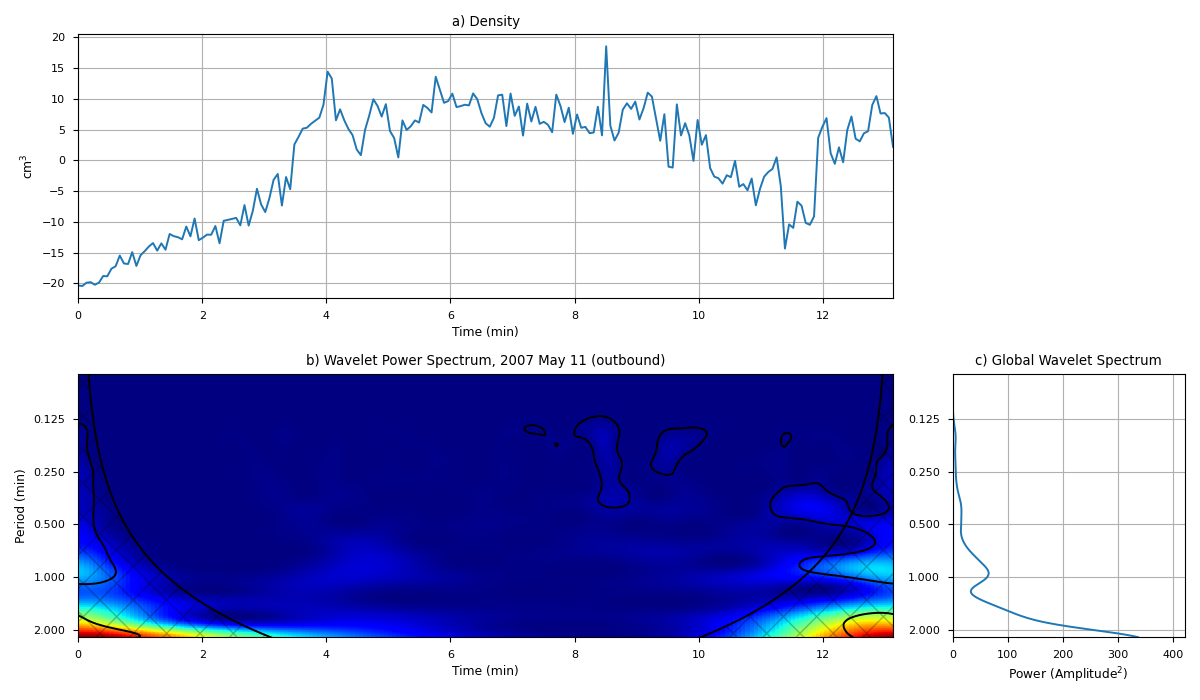 a) Density
20
15
10
5
0
−5
−10
−15
−20
cm³
0 2 4 6 8 10 12
Time (min)
b) Wavelet Power Spectrum, 2007 May 11 (outbound)
0.125
0.250
0.500
1.000
2.000
Period (min)
0 2 4 6 8 10 12
Time (min)
c) Global Wavelet Spectrum
0.125
0.250
0.500
1.000
2.000
0 100 200 300 400
Power (Amplitude²)